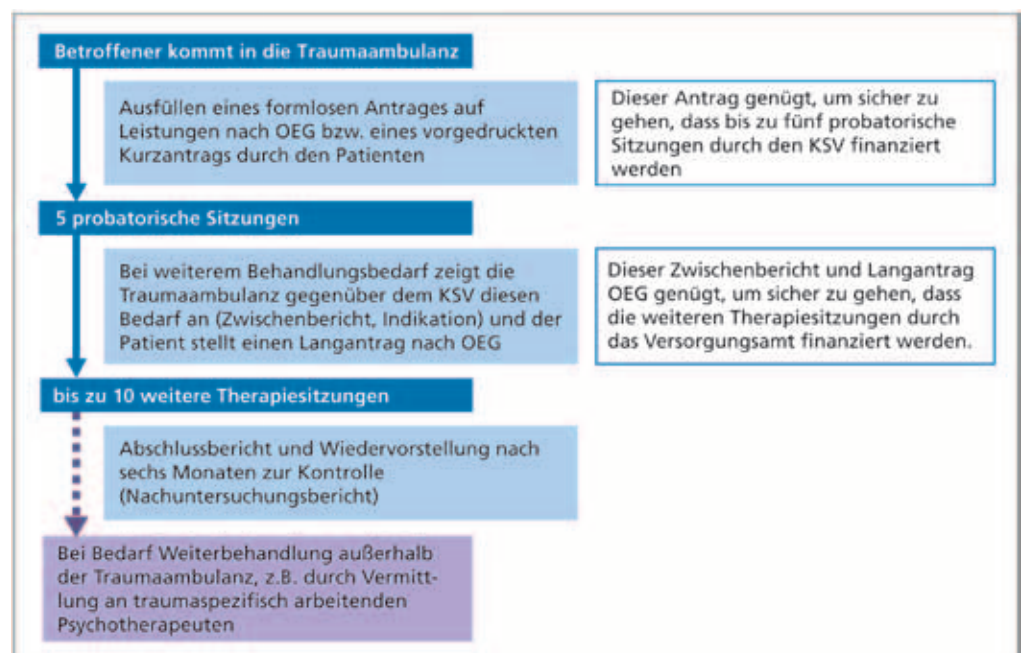 Betroffener kommt in die Traumaambulanz
Ausfüllen eines formlosen Antrages auf
Leistungen nach OEG bzw. eines vorgedruckten
Kurzantrags durch den Patienten
Dieser Antrag genügt, um sicher zu
gehen, dass bis zu fünf probatorische
Sitzungen durch den KSV finanziert
werden
5 probatorische Sitzungen
Bei weiterem Behandlungsbedarf zeigt die
Traumaambulanz gegenüber dem KSV diesen
Bedarf an (Zwischenbericht, Indikation) und der
Patient stellt einen Langantrag nach OEG
Dieser Zwischenbericht und Langantrag
OEG genügt, um sicher zu gehen, dass
die weiteren Therapiesitzungen durch
das Versorgungsamt finanziert werden.
bis zu 10 weitere Therapiesitzungen
Abschlussbericht und Wiedervorstellung nach
sechs Monaten zur Kontrolle
(Nachuntersuchungsbericht)
Bei Bedarf Weiterbehandlung außerhalb
der Traumaambulanz, z.B. durch Vermitt-
lung an traumaspezifisch arbeitenden
Psychotherapeuten